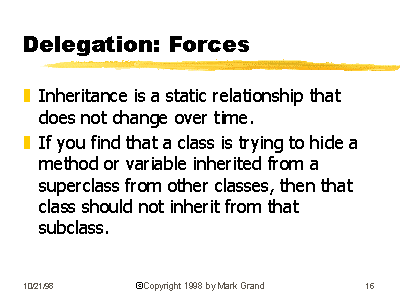 Delegation: Forces
Inheritance is a static relationship that
does not change over time.
If you find that a class is trying to hide a
method or variable inherited from a
superclass from other classes, then that
class should not inherit from that
subclass.
10/21/98 ©Copyright 1998 by Mark Grand 16